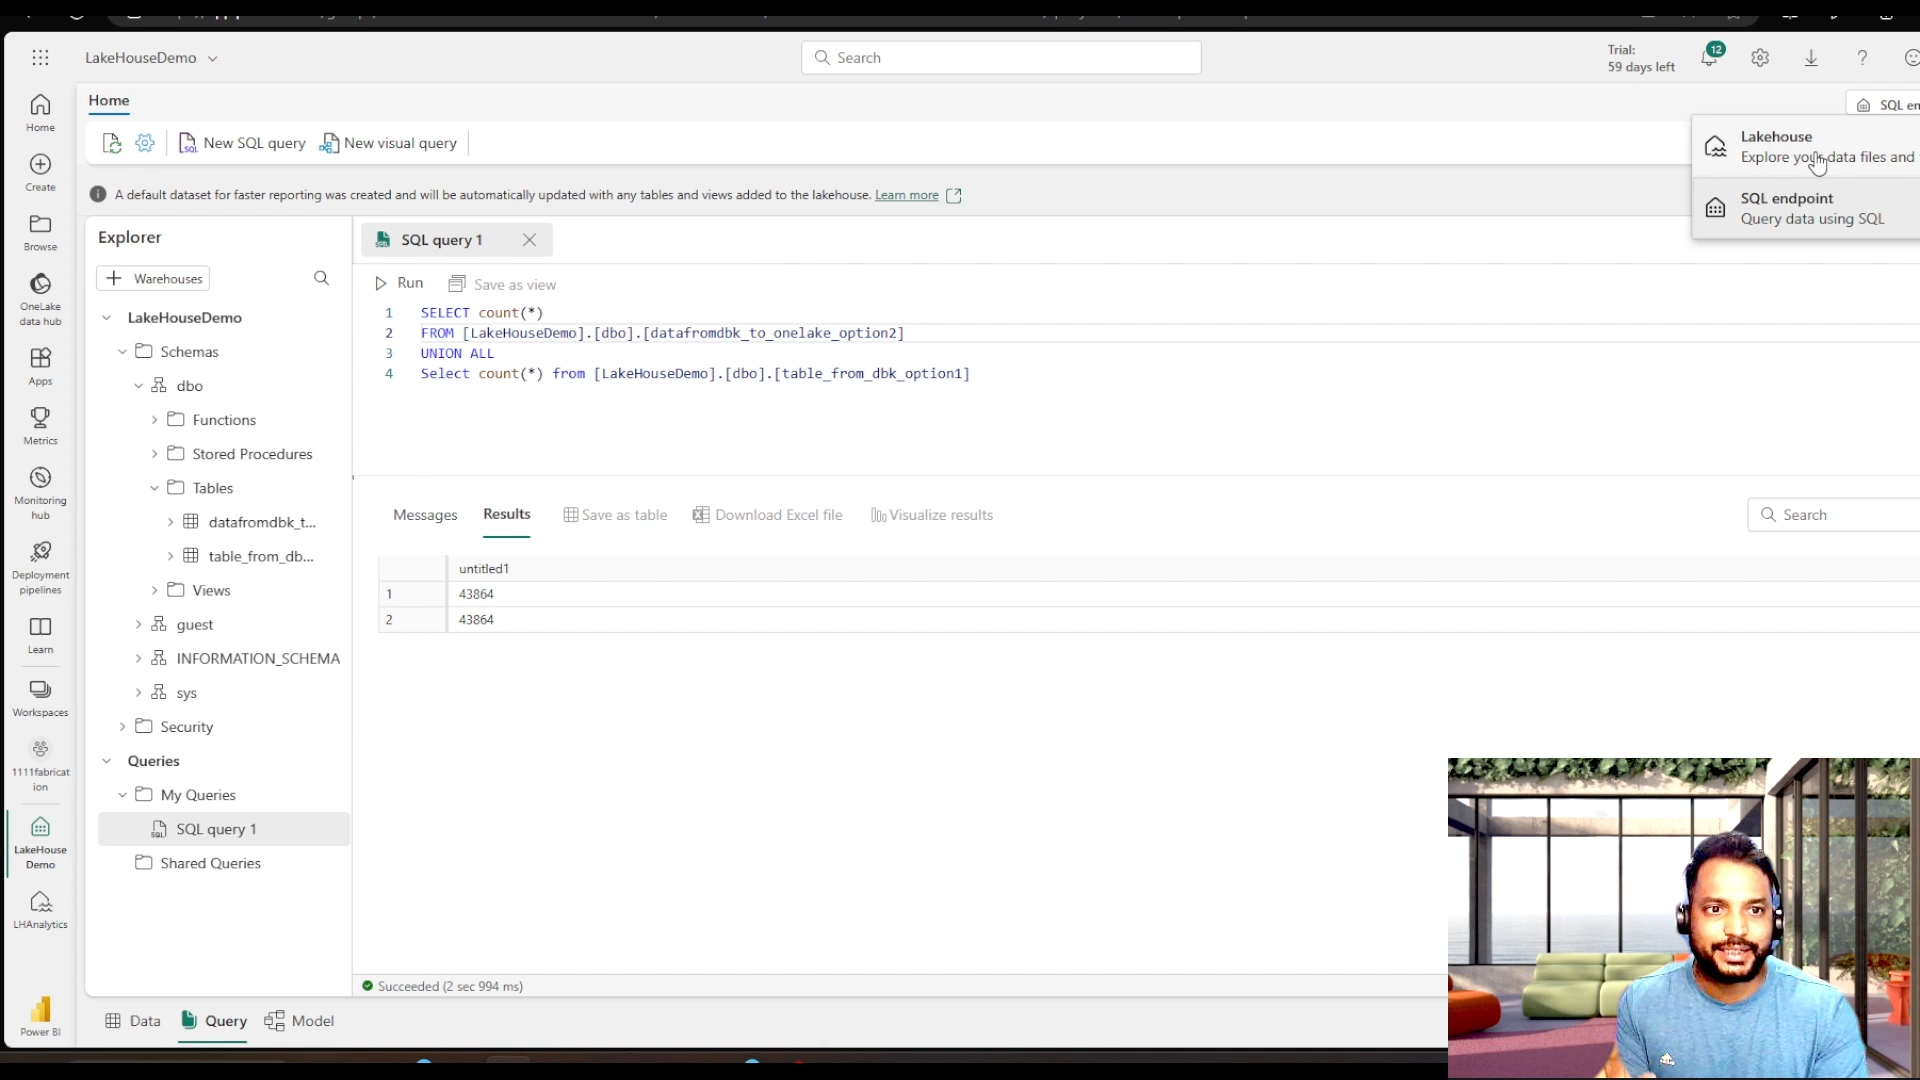 LakeHouseDemo
Search
Trial:
59 days left
12
?
Home
SQL en
New SQL query
New visual query
Lakehouse
Explore your data files and
SQL endpoint
Query data using SQL
A default dataset for faster reporting was created and will be automatically updated with any tables and views added to the lakehouse. Learn more
Home
Create
Browse
OneLake
data hub
Apps
Metrics
Monitoring
hub
Deployment
pipelines
Learn
Workspaces
1111fabricat
ion
LakeHouse
Demo
LHAnalytics
Power BI
Explorer
+ Warehouses
LakeHouseDemo
Schemas
dbo
Functions
Stored Procedures
Tables
datafromdbk_t...
table_from_db...
Views
guest
INFORMATION_SCHEMA
sys
Security
Queries
My Queries
SQL query 1
Shared Queries
SQL query 1
Run
Save as view
1 SELECT count(*)
2 FROM [LakeHouseDemo].[dbo].[datafromdbk_to_onelake_option2]
3 UNION ALL
4 Select count(*) from [LakeHouseDemo].[dbo].[table_from_dbk_option1]
Messages
Results
Save as table
Download Excel file
Visualize results
Search
untitled1
1 43864
2 43864
Succeeded (2 sec 994 ms)
Data
Query
Model